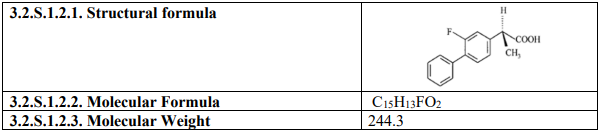 3.2.S.1.2.1. Structural formula
H
F
COOH
CH3
3.2.S.1.2.2. Molecular Formula C15H13FO2
3.2.S.1.2.3. Molecular Weight 244.3